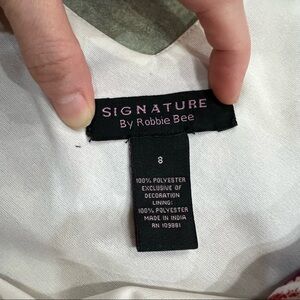 SIGNATURE
By Robbie Bee
8
100% POLYESTER
EXCLUSIVE OF
DECORATION
LINING:
100% POLYESTER
MADE IN INDIA
RN 109881